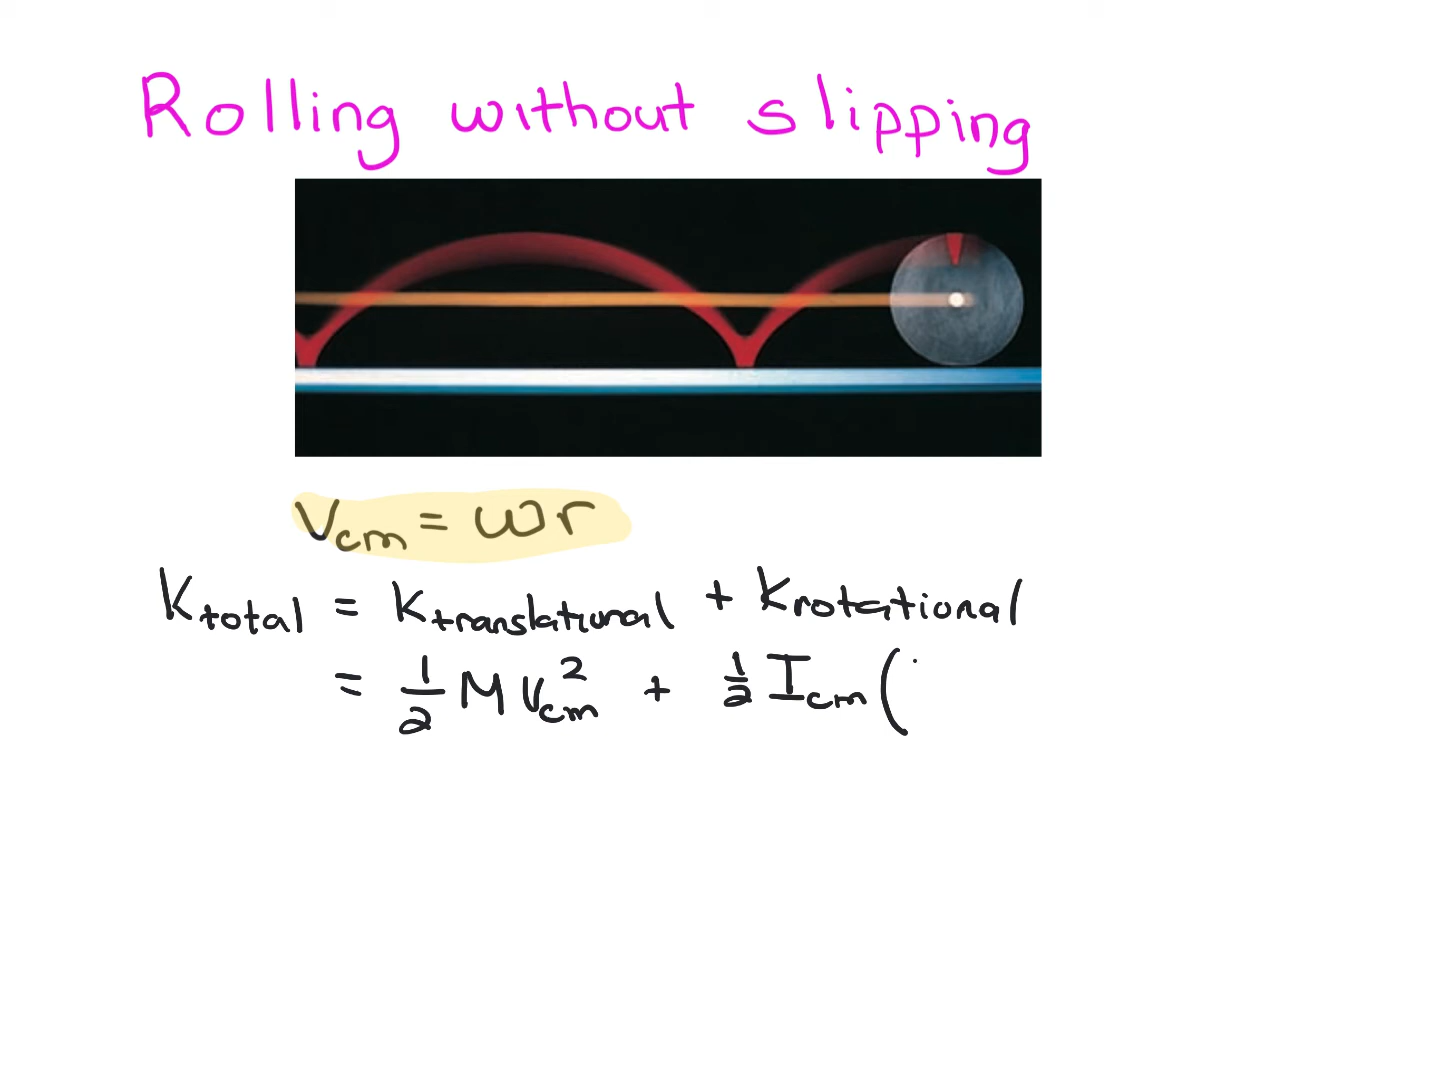 Rolling without slipping
Vcm = ωr
Ktotal = Ktranslational + Krotational
= 1/2 M Vcm² + 1/2 Icm (